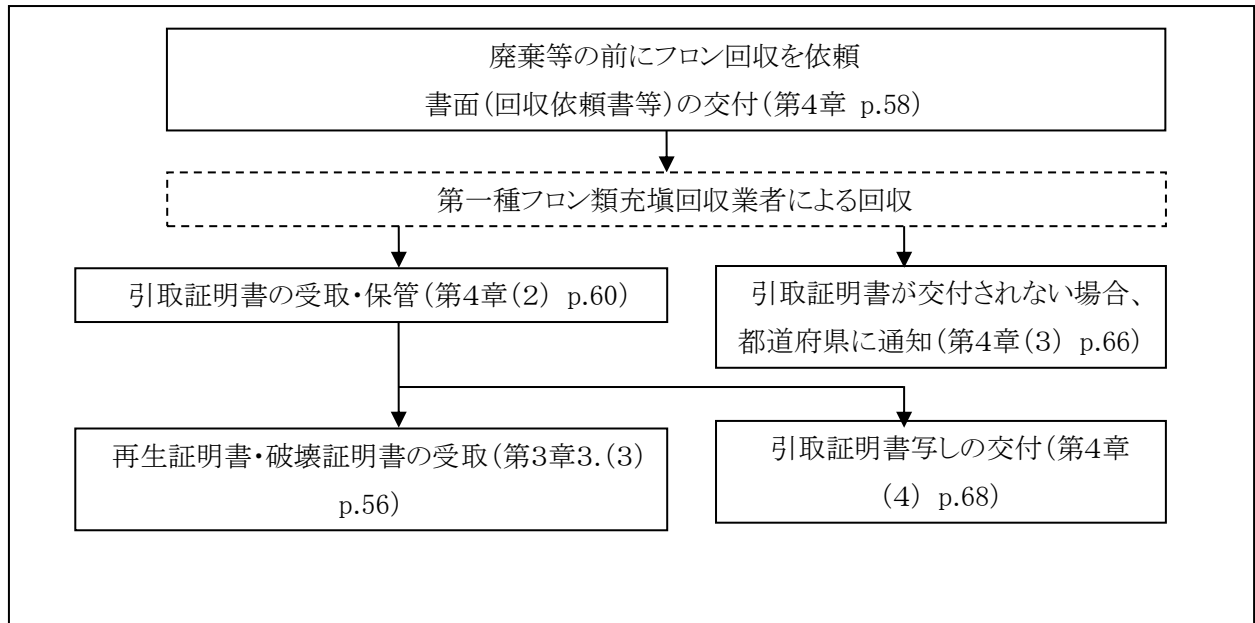 廃棄等の前にフロン回収を依頼
書面(回収依頼書等)の交付(第4章 p.58)
第一種フロン類充塡回収業者による回収
引取証明書の受取・保管(第4章(2) p.60)
引取証明書が交付されない場合、
都道府県に通知(第4章(3) p.66)
再生証明書・破壊証明書の受取(第3章3.(3)
p.56)
引取証明書写しの交付(第4章
(4) p.68)